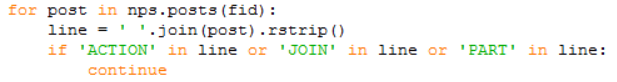 for post in nps.posts(fid):
    line = ' '.join(post).rstrip()
    if 'ACTION' in line or 'JOIN' in line or 'PART' in line:
        continue